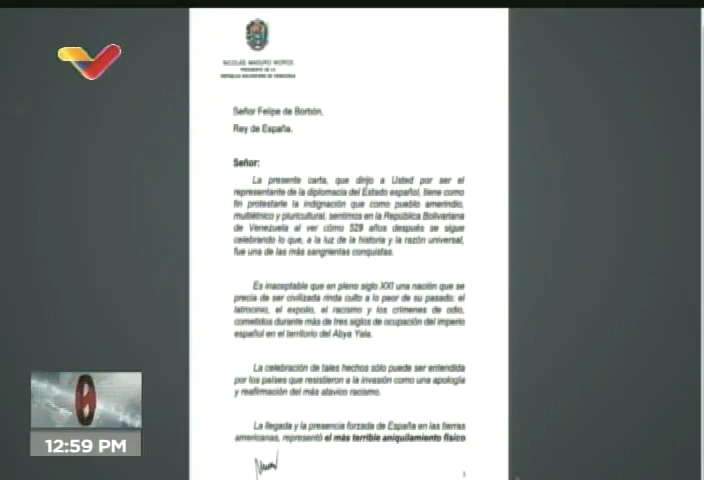 NICOLÁS MADURO MOROS
PRESIDENTE DE LA
REPÚBLICA BOLIVARIANA DE VENEZUELA
Señor Felipe de Borbón,
Rey de España.
Señor:
La presente carta, que dirijo a Usted por ser el
representante de la diplomacia del Estado español, tiene como
fin protestarle la indignación que como pueblo amerindio,
multiétnico y pluricultural, sentimos en la República Bolivariana
de Venezuela al ver cómo 529 años después se sigue
celebrando lo que, a la luz de la historia y la razón universal,
fue una de las más sangrientas conquistas.
Es inaceptable que en pleno siglo XXI una nación que se
precia de ser civilizada rinda culto a lo peor de su pasado: el
latrocinio, el expolio, el racismo y los crímenes de odio,
cometidos durante más de tres siglos de ocupación del imperio
español en el territorio del Abya Yala.
La celebración de tales hechos sólo puede ser entendida
por los países que resistieron a la invasión como una apología
y reafirmación del más atavico racismo.
La llegada y la presencia forzada de España en las tierras
americanas, representó el más terrible aniquilamiento físico
1
12:59 PM